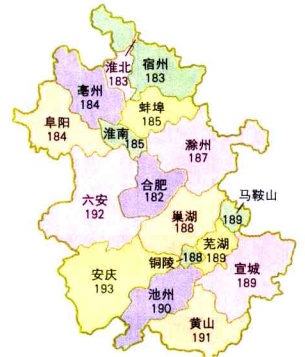 淮北
183
宿州
183
亳州
184
蚌埠
185
阜阳
184
淮南
185
滁州
187
合肥
182
六安
192
马鞍山
189
巢湖
188
芜湖
189
铜陵
188
宣城
189
安庆
193
池州
190
黄山
191